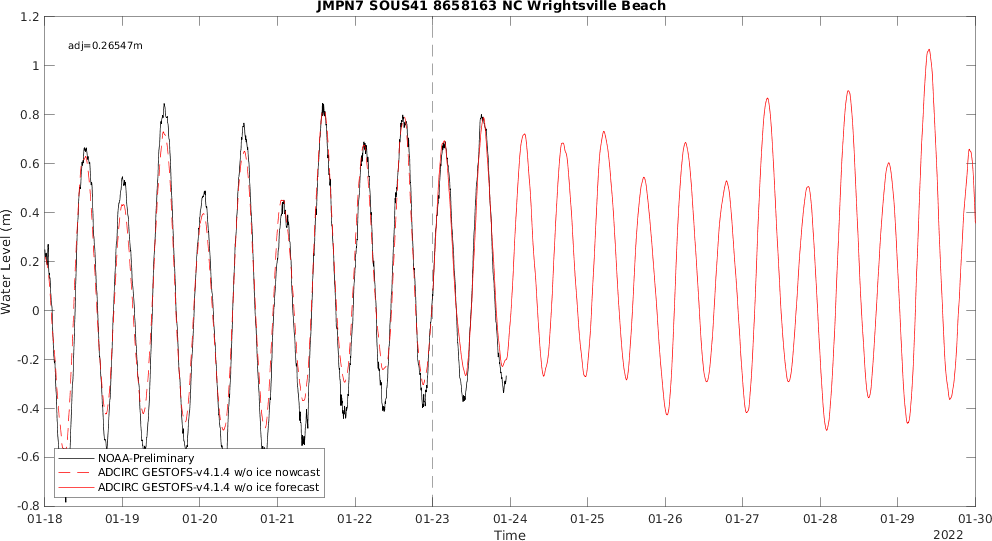 JMPN7 SOUS41 8658163 NC Wrightsville Beach
adj=0.26547m
1.2
1
0.8
0.6
0.4
0.2
0
-0.2
-0.4
-0.6
-0.8
Water Level (m)
NOAA-Preliminary
ADCIRC GESTOFS-v4.1.4 w/o ice nowcast
ADCIRC GESTOFS-v4.1.4 w/o ice forecast
01-18 01-19 01-20 01-21 01-22 01-23 01-24 01-25 01-26 01-27 01-28 01-29 01-30
Time
2022